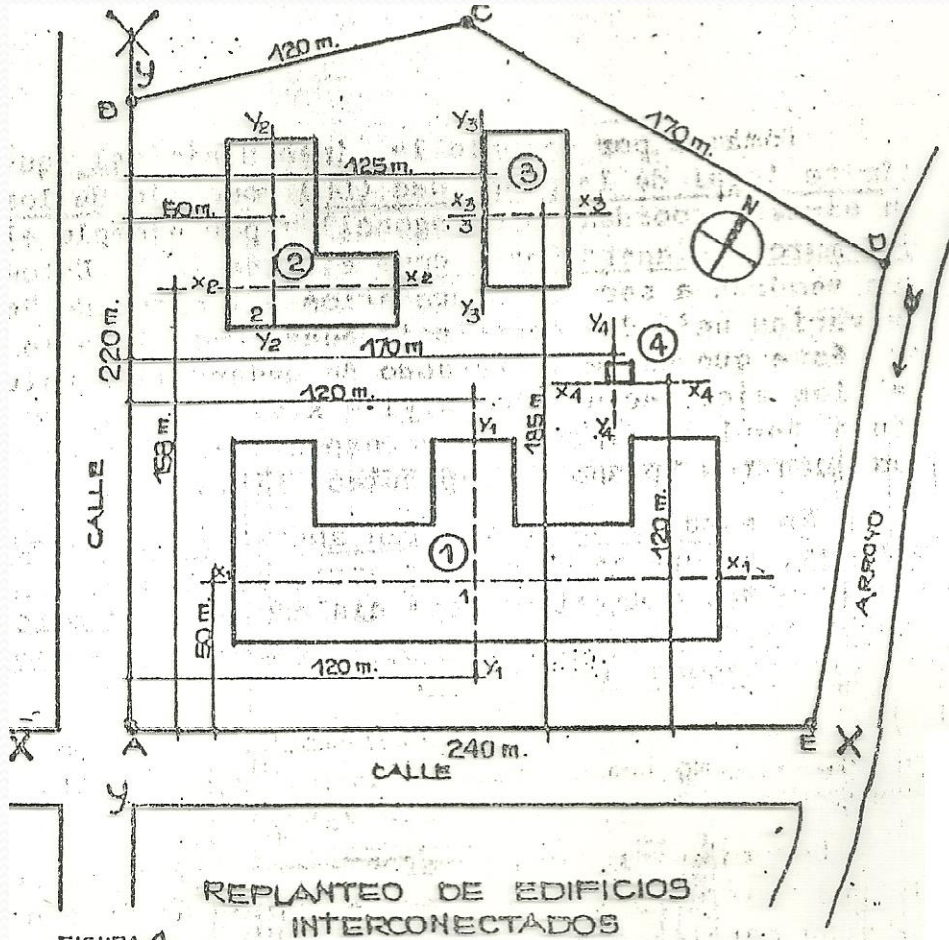 C
120 m.
Y
B
170 m.
Y2
Y3
125 m.
3
N
50 m.
X3
3
X3
D
2
X2
X2
2
Y2
Y3
220 m.
170 m
Y4
4
120 m.
X4
X4
Y4
158 m
Y1
185 m
CALLE
120 m.
ARROYO
1
X1
X1
1
50 m.
120 m.
Y1
X
A
240 m.
E
X
CALLE
Y
REPLANTEO DE EDIFICIOS
INTERCONECTADOS